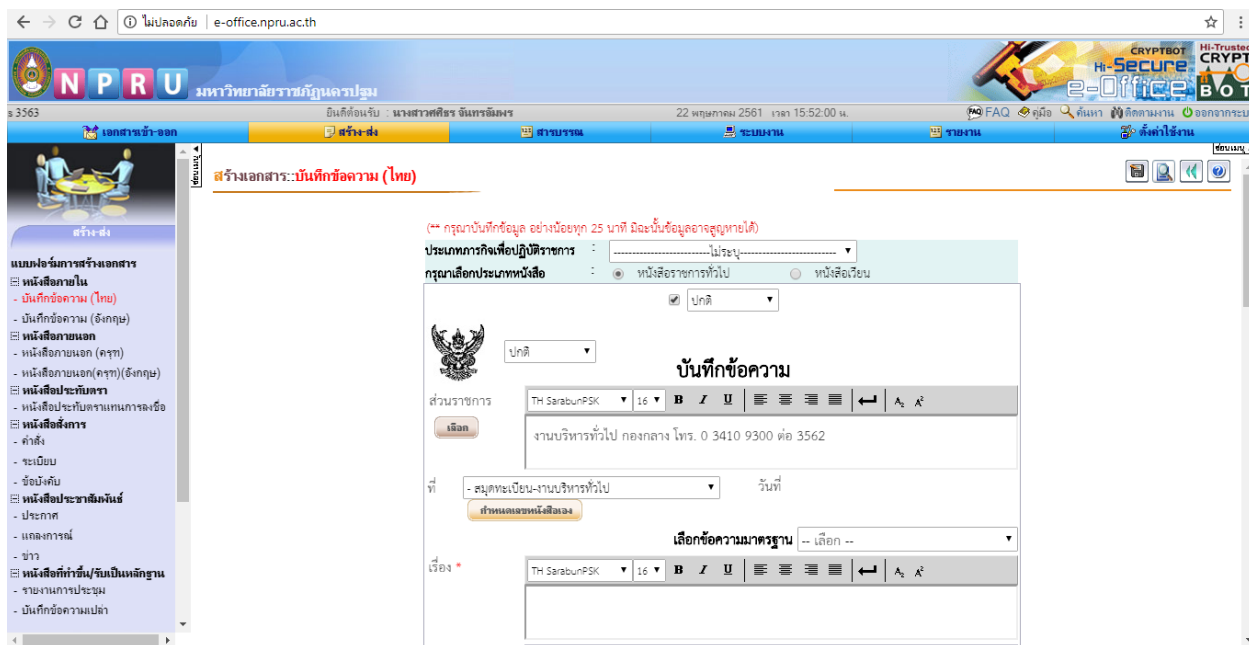 ไม่ปลอดภัย | e-office.npru.ac.th
NPRU มหาวิทยาลัยราชภัฏนครปฐม
CRYPTBOT
Hi-Secure
e-Office
Hi-Trusted
CRYPT
BOT
ร 3563 ยินดีต้อนรับ : นางสาวศศิธร จันทรอัมพร 22 พฤษภาคม 2561 เวลา 15:52:00 น. FAQ FAQ คู่มือ ค้นหา ติดตามงาน ออกจากระบ
เอกสารเข้า-ออก สร้าง-ส่ง สารบรรณ ระบบงาน รายงาน ตั้งค่าใช้งาน
ซ่อนเมนู
ซ่อนเมนู
สร้างเอกสาร::บันทึกข้อความ (ไทย)
สร้าง-ส่ง
แบบฟอร์มการสร้างเอกสาร
หนังสือภายใน
- บันทึกข้อความ (ไทย)
- บันทึกข้อความ (อังกฤษ)
หนังสือภายนอก
- หนังสือภายนอก (ครุฑ)
- หนังสือภายนอก(ครุฑ)(อังกฤษ)
หนังสือประทับตรา
- หนังสือประทับตราแทนการลงชื่อ
หนังสือสั่งการ
- คำสั่ง
- ระเบียบ
- ข้อบังคับ
หนังสือประชาสัมพันธ์
- ประกาศ
- แถลงการณ์
- ข่าว
หนังสือที่ทำขึ้น/รับเป็นหลักฐาน
- รายงานการประชุม
- บันทึกข้อความเปล่า
(** กรุณาบันทึกข้อมูล อย่างน้อยทุก 25 นาที มิฉะนั้นข้อมูลอาจสูญหายได้)
ประเภทภารกิจเพื่อปฏิบัติราชการ : --------------------------ไม่ระบุ--------------------------
กรุณาเลือกประเภทหนังสือ : หนังสือราชการทั่วไป หนังสือเวียน
ปกติ
ปกติ
บันทึกข้อความ
ส่วนราชการ TH SarabunPSK 16 B I U A₂ A²
เลือก
งานบริหารทั่วไป กองกลาง โทร. 0 3410 9300 ต่อ 3562
ที่ - สมุดทะเบียน-งานบริหารทั่วไป วันที่
กำหนดเลขหนังสือเอง
เลือกข้อความมาตรฐาน -- เลือก --
เรื่อง * TH SarabunPSK 16 B I U A₂ A²